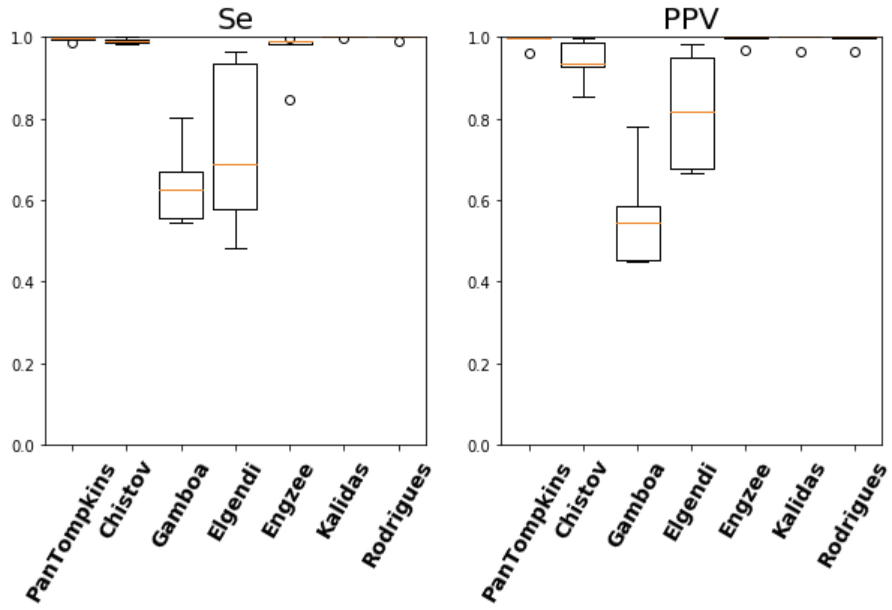 Se
1.0
0.8
0.6
0.4
0.2
0.0
PanTompkins
Chistov
Gamboa
Elgendi
Engzee
Kalidas
Rodrigues
PPV
1.0
0.8
0.6
0.4
0.2
0.0
PanTompkins
Chistov
Gamboa
Elgendi
Engzee
Kalidas
Rodrigues